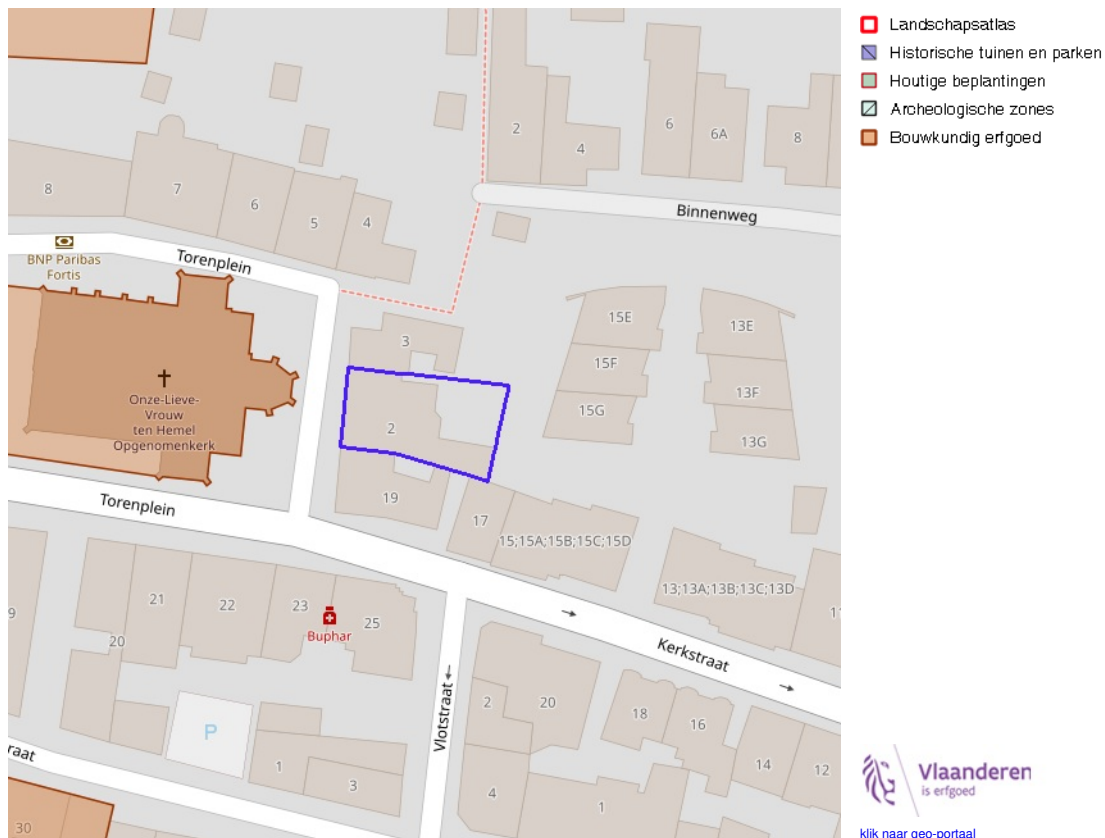 Landschapsatlas
Historische tuinen en parken
Houtige beplantingen
Archeologische zones
Bouwkundig erfgoed
2
4
6
6A
8
Binnenweg
8
7
6
5
4
Torenplein
BNP Paribas
Fortis
Onze-Lieve-
Vrouw
ten Hemel
Opgenomenkerk
3
2
19
17
15;15A;15B;15C;15D
15E
15F
15G
13E
13F
13G
13;13A;13B;13C;13D
Torenplein
Kerkstraat
Vlotstraat
20
21
22
23
25
Buphar
P
1
3
raat
30
2
20
4
1
18
16
14
12
Vlaanderen
is erfgoed
klik naar geo-portaal